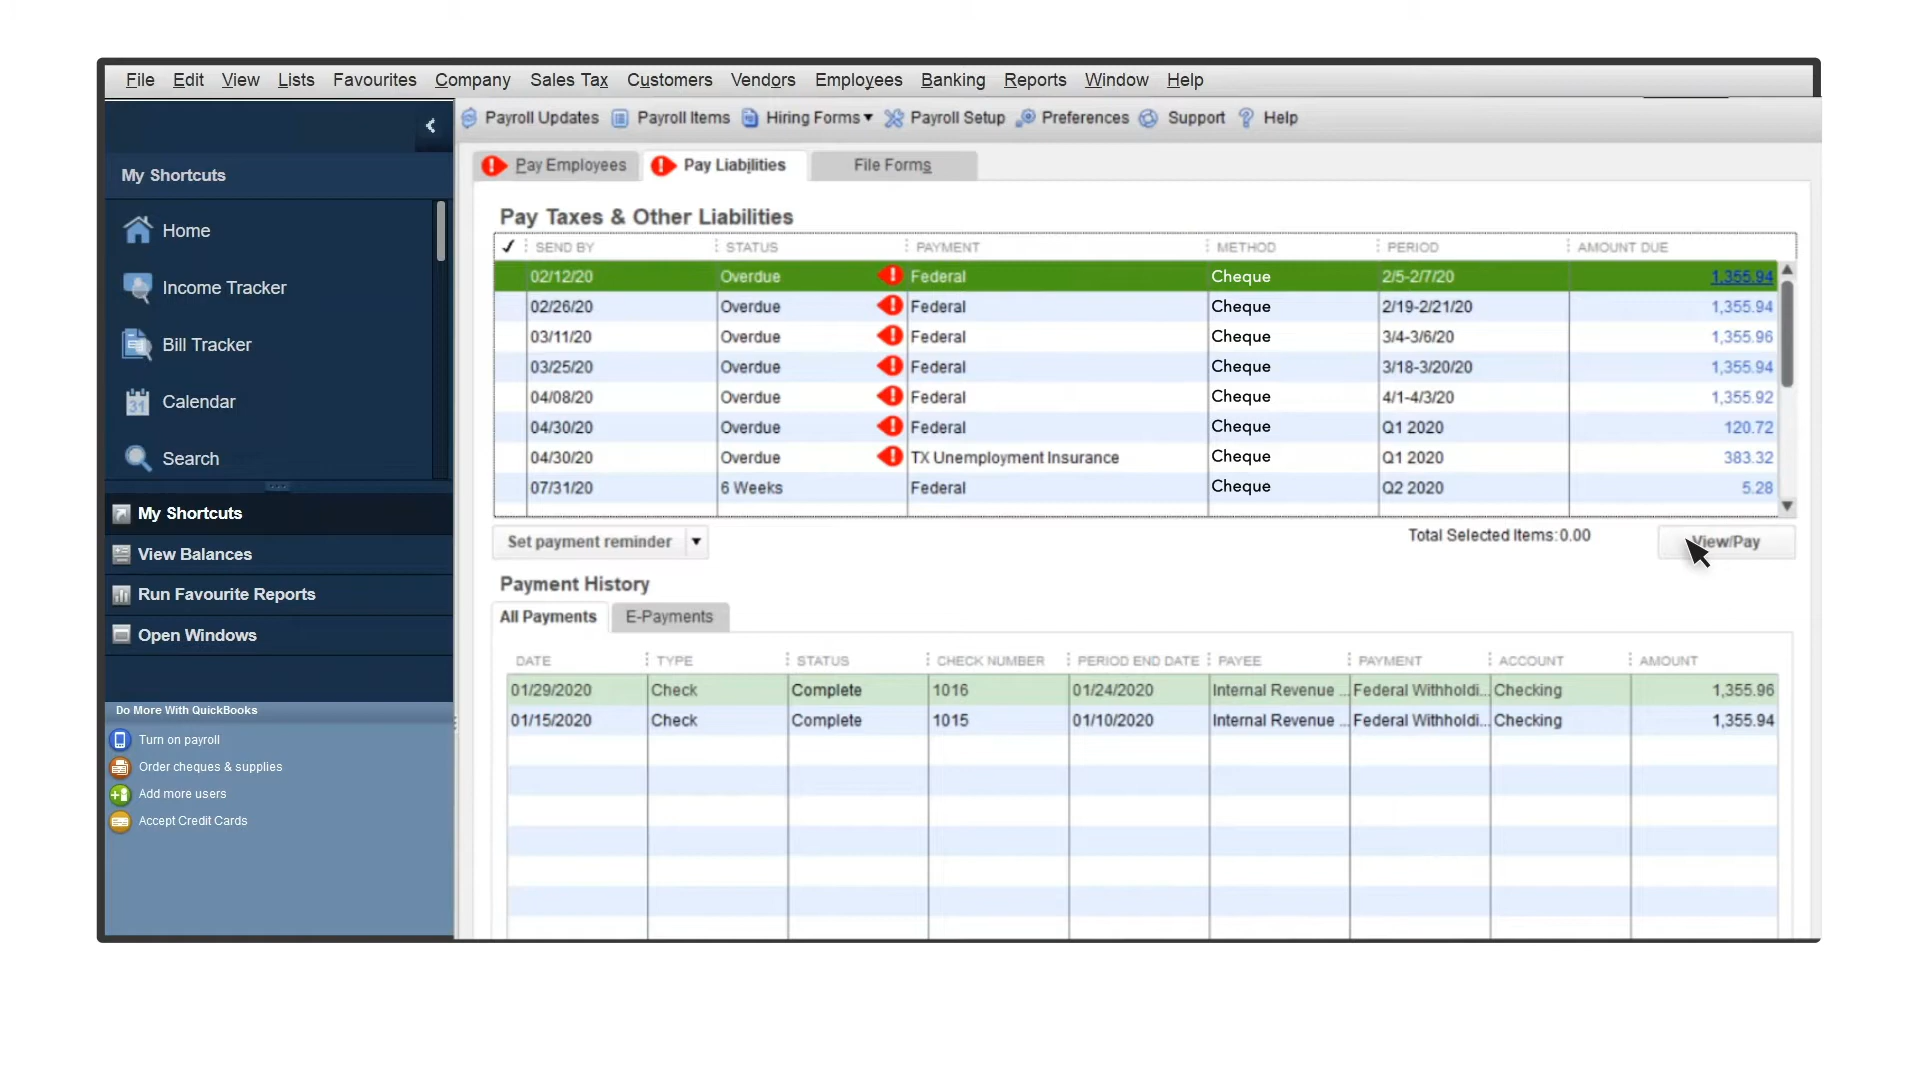 File Edit View Lists Favourites Company Sales Tax Customers Vendors Employees Banking Reports Window Help
Payroll Updates Payroll Items Hiring Forms Payroll Setup Preferences Support Help
Pay Employees Pay Liabilities File Forms
My Shortcuts
Home
Income Tracker
Bill Tracker
31
Calendar
Search
My Shortcuts
View Balances
Run Favourite Reports
Open Windows
Do More With QuickBooks
Turn on payroll
Order cheques & supplies
Add more users
Accept Credit Cards
Pay Taxes & Other Liabilities
SEND BY STATUS PAYMENT METHOD PERIOD AMOUNT DUE
02/12/20 Overdue Federal Cheque 2/5-2/7/20 1,355.94
02/26/20 Overdue Federal Cheque 2/19-2/21/20 1,355.94
03/11/20 Overdue Federal Cheque 3/4-3/6/20 1,355.96
03/25/20 Overdue Federal Cheque 3/18-3/20/20 1,355.94
04/08/20 Overdue Federal Cheque 4/1-4/3/20 1,355.92
04/30/20 Overdue Federal Cheque Q1 2020 120.72
04/30/20 Overdue TX Unemployment Insurance Cheque Q1 2020 383.32
07/31/20 6 Weeks Federal Cheque Q2 2020 5.28
Set payment reminder Total Selected Items: 0.00 View/Pay
Payment History
All Payments E-Payments
DATE TYPE STATUS CHECK NUMBER PERIOD END DATE PAYEE PAYMENT ACCOUNT AMOUNT
01/29/2020 Check Complete 1016 01/24/2020 Internal Revenue ... Federal Withholdi... Checking 1,355.96
01/15/2020 Check Complete 1015 01/10/2020 Internal Revenue ... Federal Withholdi... Checking 1,355.94